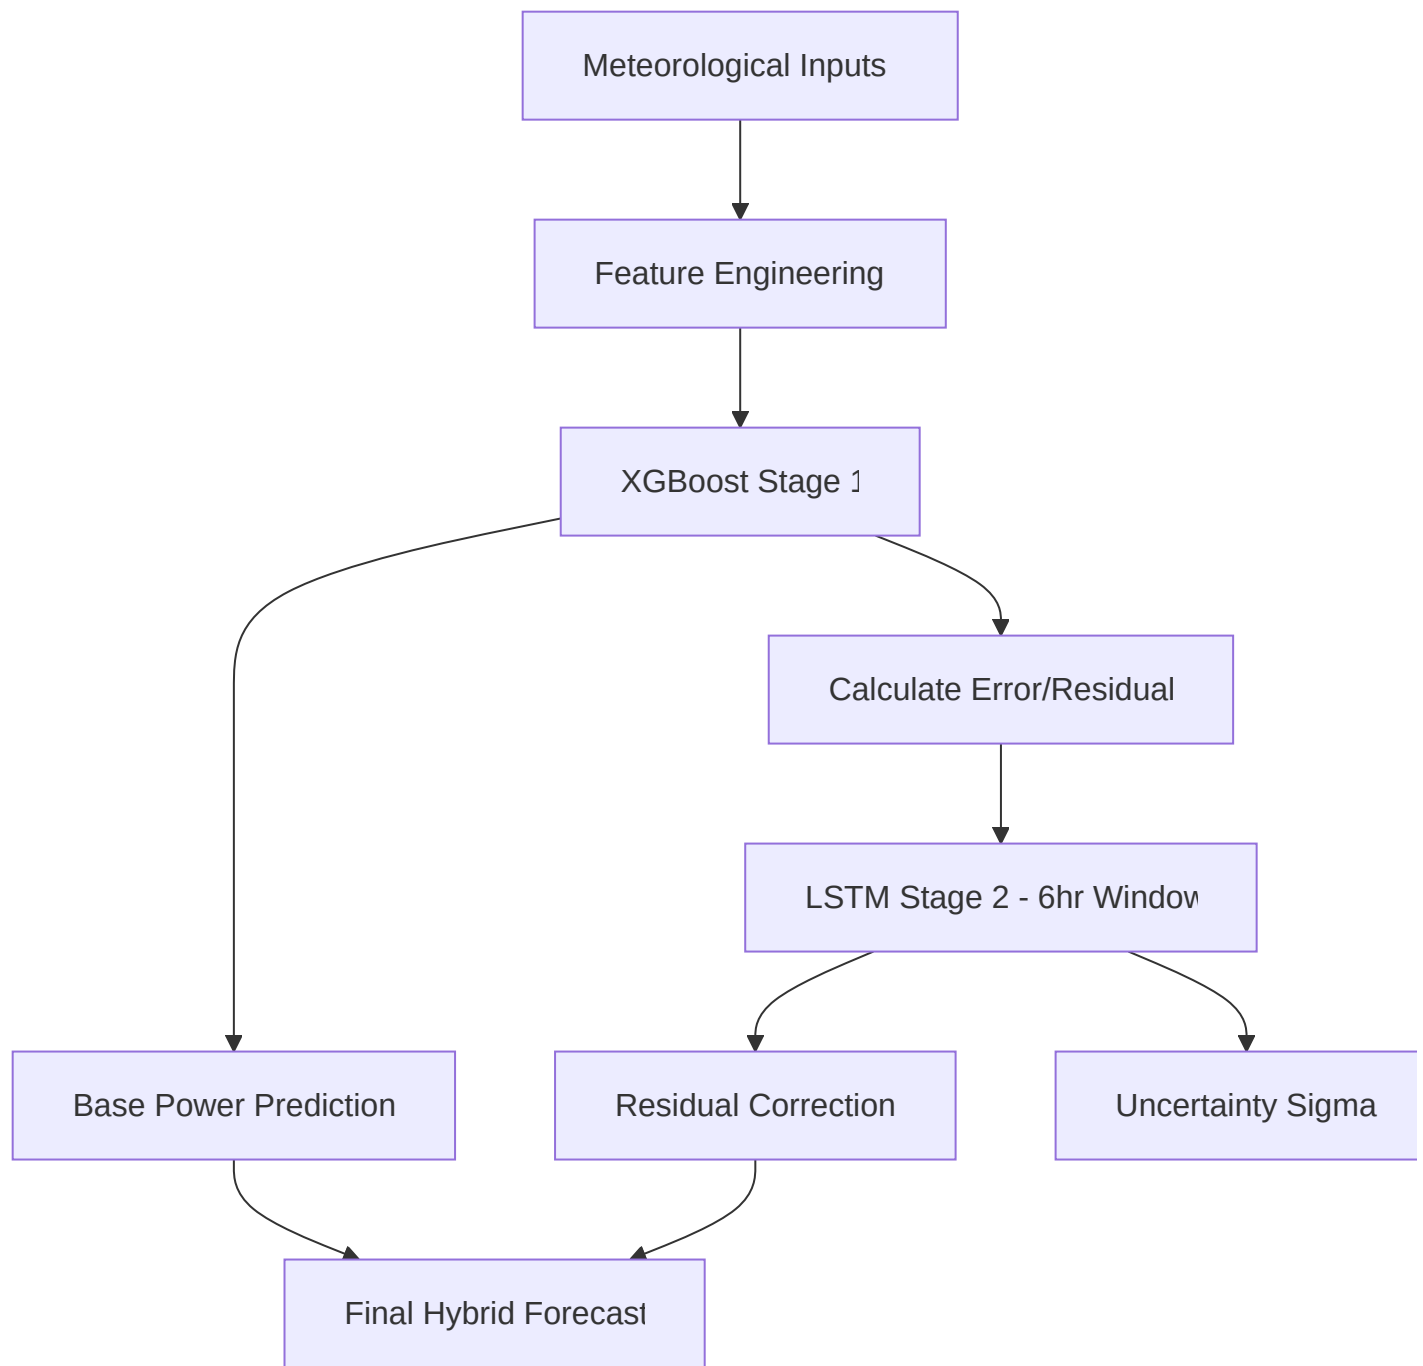 Meteorological Inputs
Feature Engineering
XGBoost Stage 1
Calculate Error/Residual
LSTM Stage 2 - 6hr Window
Base Power Prediction
Residual Correction
Uncertainty Sigma
Final Hybrid Forecast